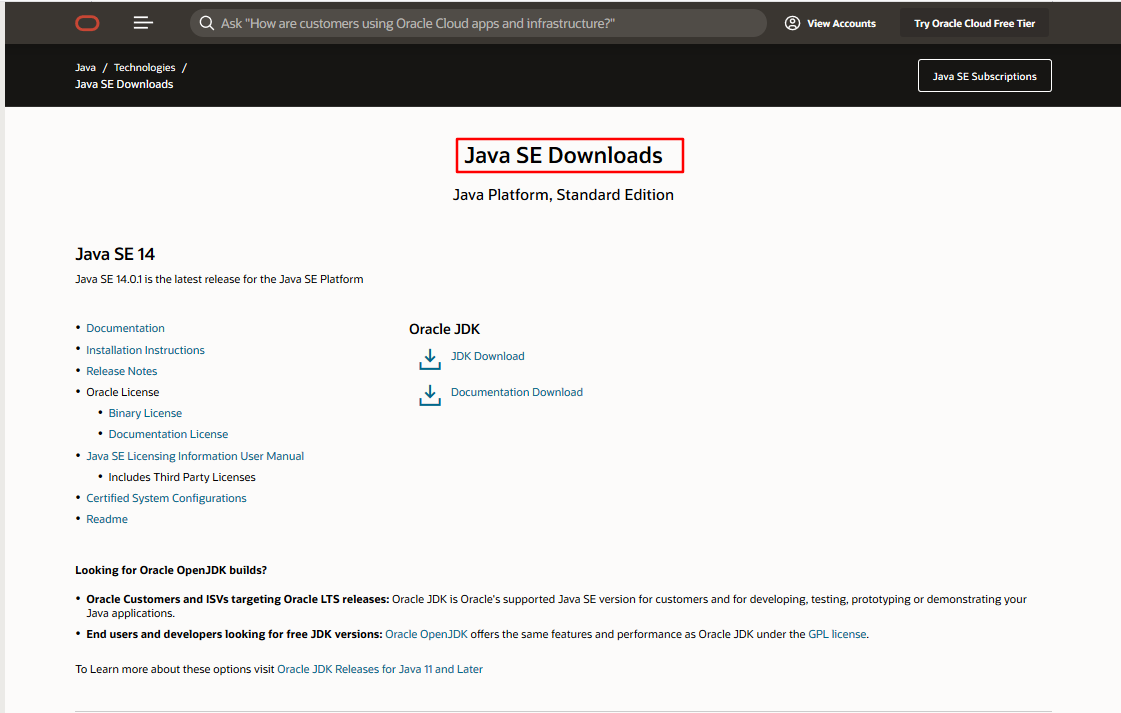 Ask "How are customers using Oracle Cloud apps and infrastructure?"
View Accounts
Try Oracle Cloud Free Tier
Java / Technologies /
Java SE Downloads
Java SE Subscriptions
Java SE Downloads
Java Platform, Standard Edition
Java SE 14
Java SE 14.0.1 is the latest release for the Java SE Platform
• Documentation
• Installation Instructions
• Release Notes
• Oracle License
• Binary License
• Documentation License
• Java SE Licensing Information User Manual
• Includes Third Party Licenses
• Certified System Configurations
• Readme
Oracle JDK
JDK Download
Documentation Download
Looking for Oracle OpenJDK builds?
• Oracle Customers and ISVs targeting Oracle LTS releases: Oracle JDK is Oracle's supported Java SE version for customers and for developing, testing, prototyping or demonstrating your
Java applications.
• End users and developers looking for free JDK versions: Oracle OpenJDK offers the same features and performance as Oracle JDK under the GPL license.
To Learn more about these options visit Oracle JDK Releases for Java 11 and Later